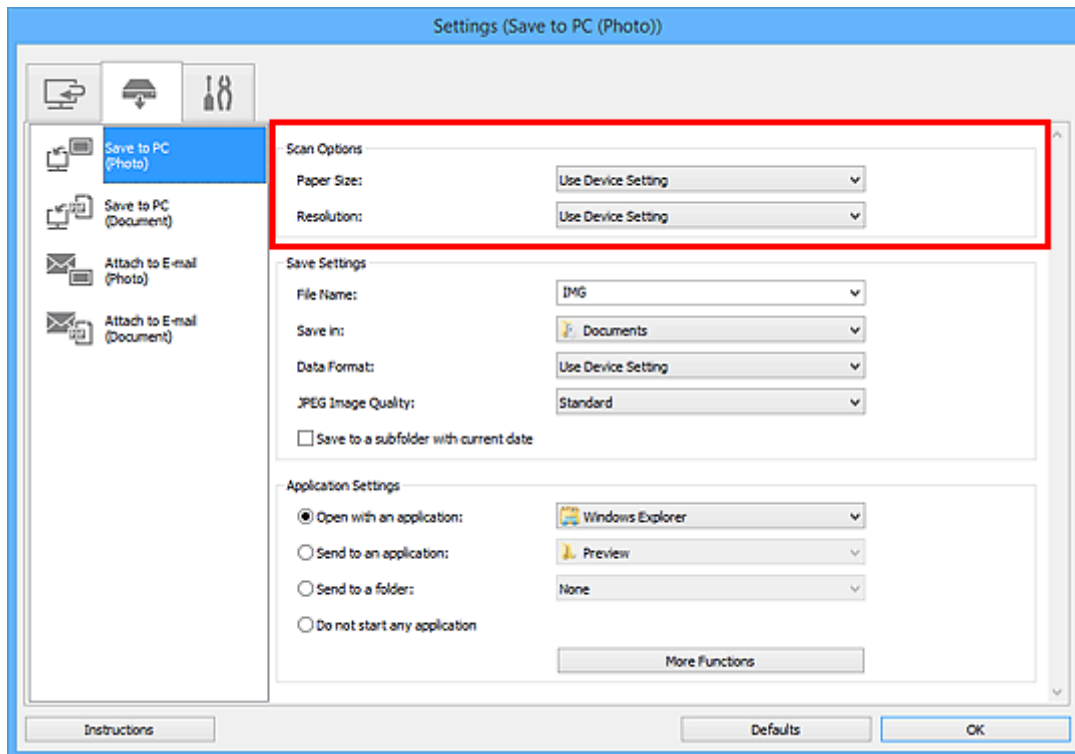 Settings (Save to PC (Photo))
Save to PC
(Photo)
Save to PC
(Document)
Attach to E-mail
(Photo)
Attach to E-mail
(Document)
Scan Options
Paper Size: Use Device Setting
Resolution: Use Device Setting
Save Settings
File Name: IMG
Save in: Documents
Data Format: Use Device Setting
JPEG Image Quality: Standard
Save to a subfolder with current date
Application Settings
Open with an application: Windows Explorer
Send to an application: Preview
Send to a folder: None
Do not start any application
More Functions
Instructions Defaults OK